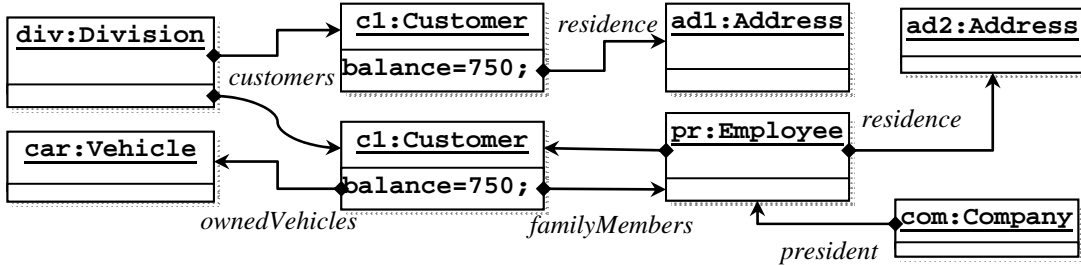 div:Division
c1:Customer
balance=750;
residence
ad1:Address
ad2:Address
customers
car:Vehicle
c1:Customer
balance=750;
pr:Employee
residence
ownedVehicles
familyMembers
com:Company
president